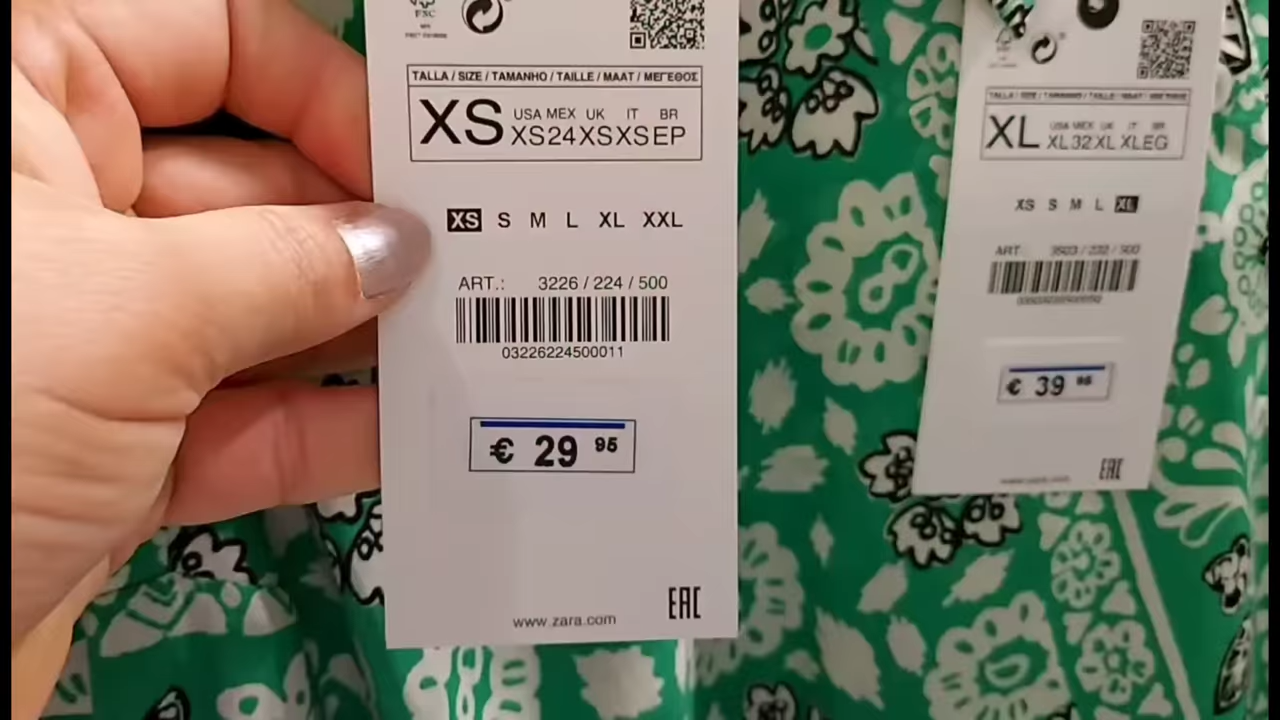 FSC
TALLA / SIZE / TAMANHO / TAILLE / MAAT / ΜΕΓΕΘΟΣ
XS
USA MEX UK IT BR
XS 24 XS XS EP
XS S M L XL XXL
ART.: 3226 / 224 / 500
03226224500011
€ 29 95
EAC
www.zara.com
TALLA / SIZE / TAMANHO / TAILLE / MAAT / ΜΕΓΕΘΟΣ
XL
USA MEX UK IT BR
XL 32 XL XL EG
XS S M L XL
ART.
€ 39 95
EAC